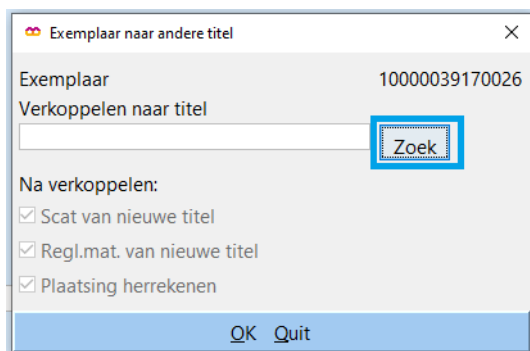 Exemplaar naar andere titel
Exemplaar 10000039170026
Verkoppelen naar titel
Zoek
Na verkoppelen:
Scat van nieuwe titel
Regl.mat. van nieuwe titel
Plaatsing herrekenen
OK Quit